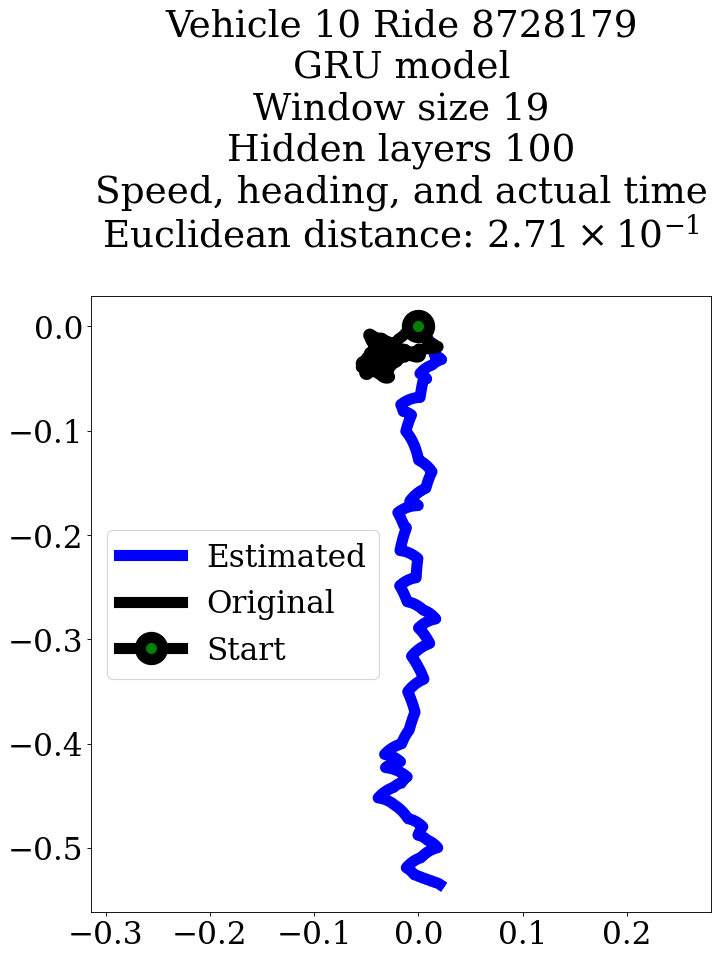 Vehicle 10 Ride 8728179
GRU model
Window size 19
Hidden layers 100
Speed, heading, and actual time
Euclidean distance: 2.71 × 10⁻¹
0.0
−0.1
−0.2
−0.3
−0.4
−0.5
Estimated
Original
Start
−0.3 −0.2 −0.1 0.0 0.1 0.2